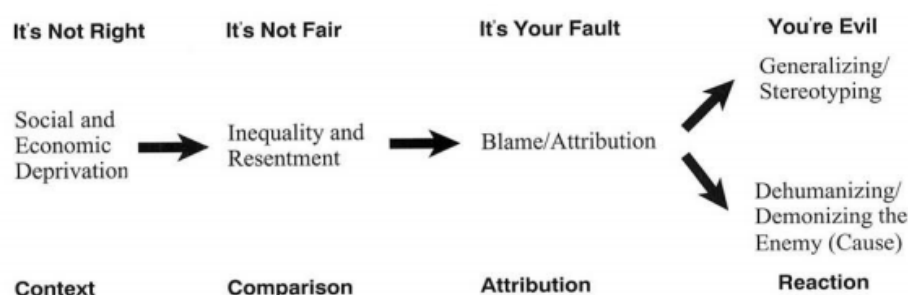 It's Not Right
It's Not Fair
It's Your Fault
You're Evil
Social and
Economic
Deprivation
Inequality and
Resentment
Blame/Attribution
Generalizing/
Stereotyping
Dehumanizing/
Demonizing the
Enemy (Cause)
Context
Comparison
Attribution
Reaction